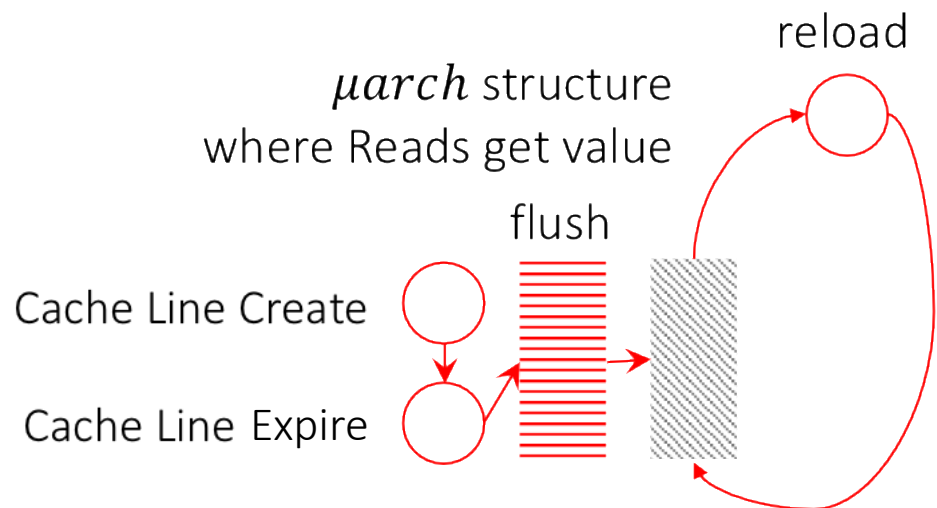 reload
μarch structure
where Reads get value
flush
Cache Line Create
Cache Line Expire